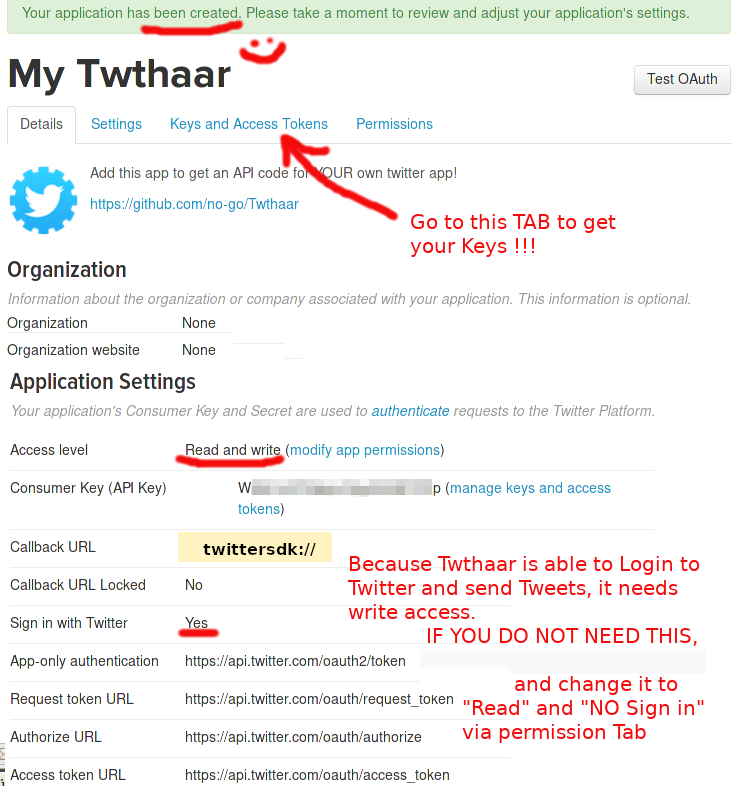 Your application has been created. Please take a moment to review and adjust your application's settings.
My Twthaar
Test OAuth
Details Settings Keys and Access Tokens Permissions
Add this app to get an API code for YOUR own twitter app!
https://github.com/no-go/Twthaar
Go to this TAB to get
your Keys !!!
Organization
Information about the organization or company associated with your application. This information is optional.
Organization None
Organization website None
Application Settings
Your application's Consumer Key and Secret are used to authenticate requests to the Twitter Platform.
Access level Read and write (modify app permissions)
Consumer Key (API Key) W p (manage keys and access
tokens)
Callback URL twittersdk://
Because Twthaar is able to Login to
Twitter and send Tweets, it needs
write access.
Callback URL Locked No
Sign in with Twitter Yes
IF YOU DO NOT NEED THIS,
and change it to
"Read" and "NO Sign in"
via permission Tab
App-only authentication https://api.twitter.com/oauth2/token
Request token URL https://api.twitter.com/oauth/request_token
Authorize URL https://api.twitter.com/oauth/authorize
Access token URL https://api.twitter.com/oauth/access_token